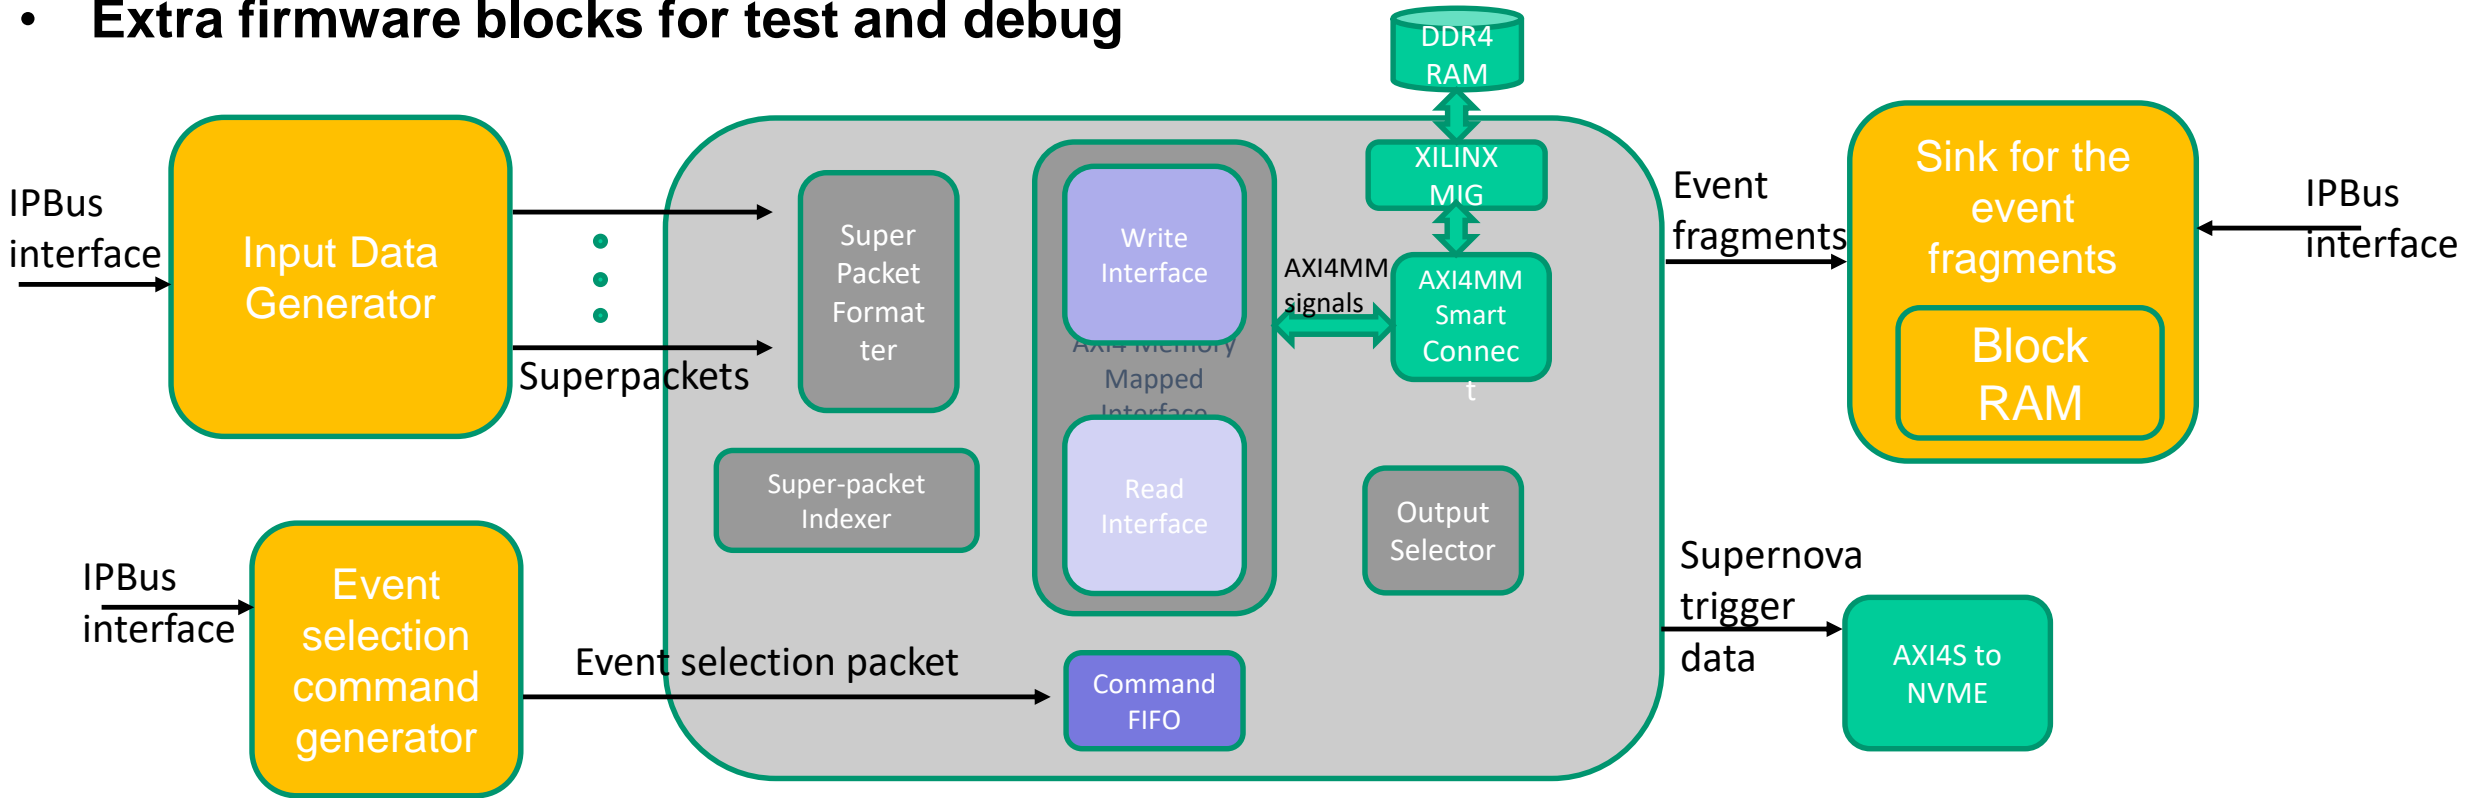 • Extra firmware blocks for test and debug
DDR4
RAM
XILINX
MIG
IPBus
interface
Input Data
Generator
Superpackets
Super
Packet
Format
ter
Write
Interface
AXI4 Memory
Mapped
Interface
Read
Interface
AXI4MM
signals
AXI4MM
Smart
Connec
t
Event
fragments
Sink for the
event
fragments
Block
RAM
IPBus
interface
Super-packet
Indexer
Output
Selector
IPBus
interface
Event
selection
command
generator
Event selection packet
Command
FIFO
Supernova
trigger
data
AXI4S to
NVME